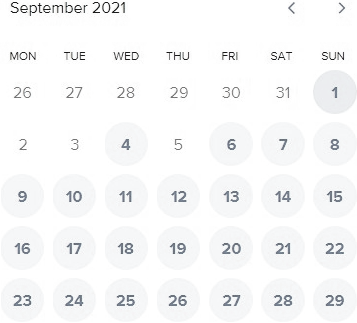 September 2021
MON TUE WED THU FRI SAT SUN
26 27 28 29 30 31 1
2 3 4 5 6 7 8
9 10 11 12 13 14 15
16 17 18 19 20 21 22
23 24 25 26 27 28 29